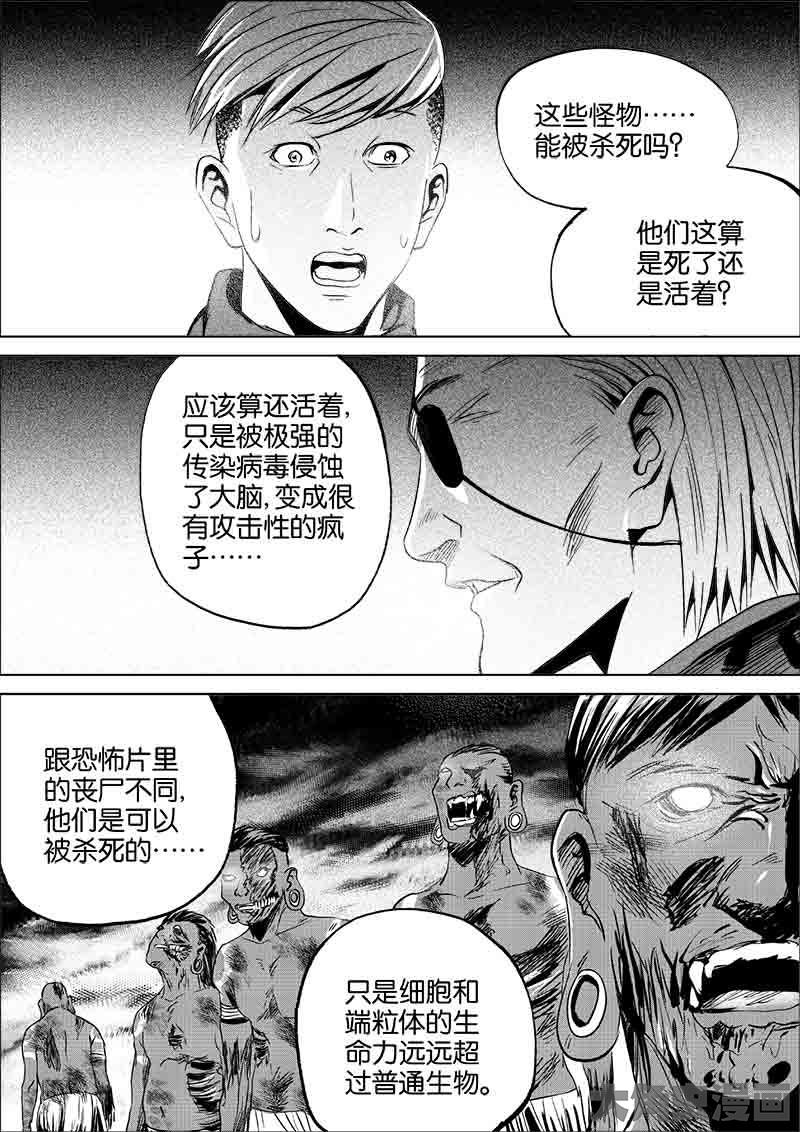 这些怪物……
能被杀死吗？
他们这算
是死了还
是活着？
应该算还活着，
只是被极强的
传染病毒侵蚀
了大脑，变成很
有攻击性的疯
子……
跟恐怖片里
的丧尸不同，
他们是可以
被杀死的……
只是细胞和
端粒体的生
命力远远超
过普通生物。